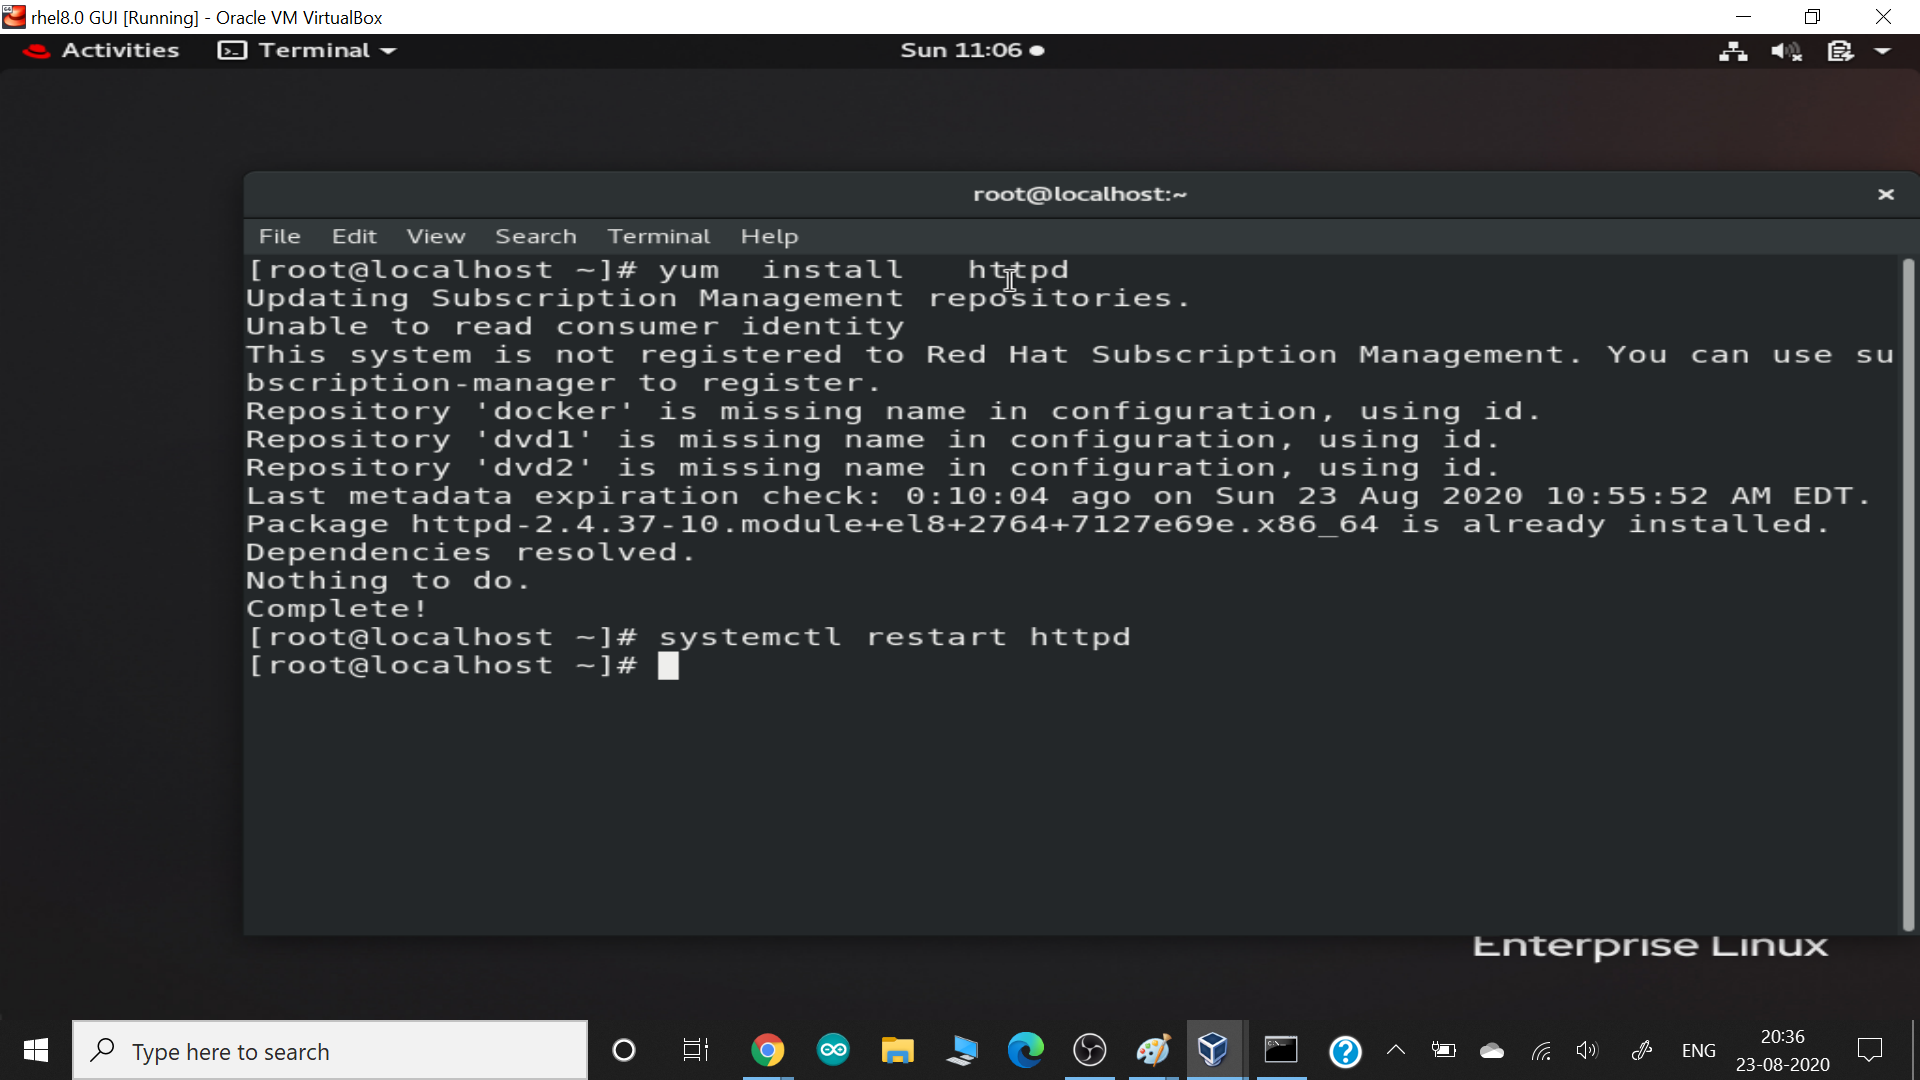 rhel8.0 GUI [Running] - Oracle VM VirtualBox
Activities Terminal Sun 11:06
root@localhost:~
File Edit View Search Terminal Help
[root@localhost ~]# yum  install   httpd
Updating Subscription Management repositories.
Unable to read consumer identity
This system is not registered to Red Hat Subscription Management. You can use su
bscription-manager to register.
Repository 'docker' is missing name in configuration, using id.
Repository 'dvd1' is missing name in configuration, using id.
Repository 'dvd2' is missing name in configuration, using id.
Last metadata expiration check: 0:10:04 ago on Sun 23 Aug 2020 10:55:52 AM EDT.
Package httpd-2.4.37-10.module+el8+2764+7127e69e.x86_64 is already installed.
Dependencies resolved.
Nothing to do.
Complete!
[root@localhost ~]# systemctl restart httpd
[root@localhost ~]#
Enterprise Linux
Type here to search
ENG
20:36
23-08-2020